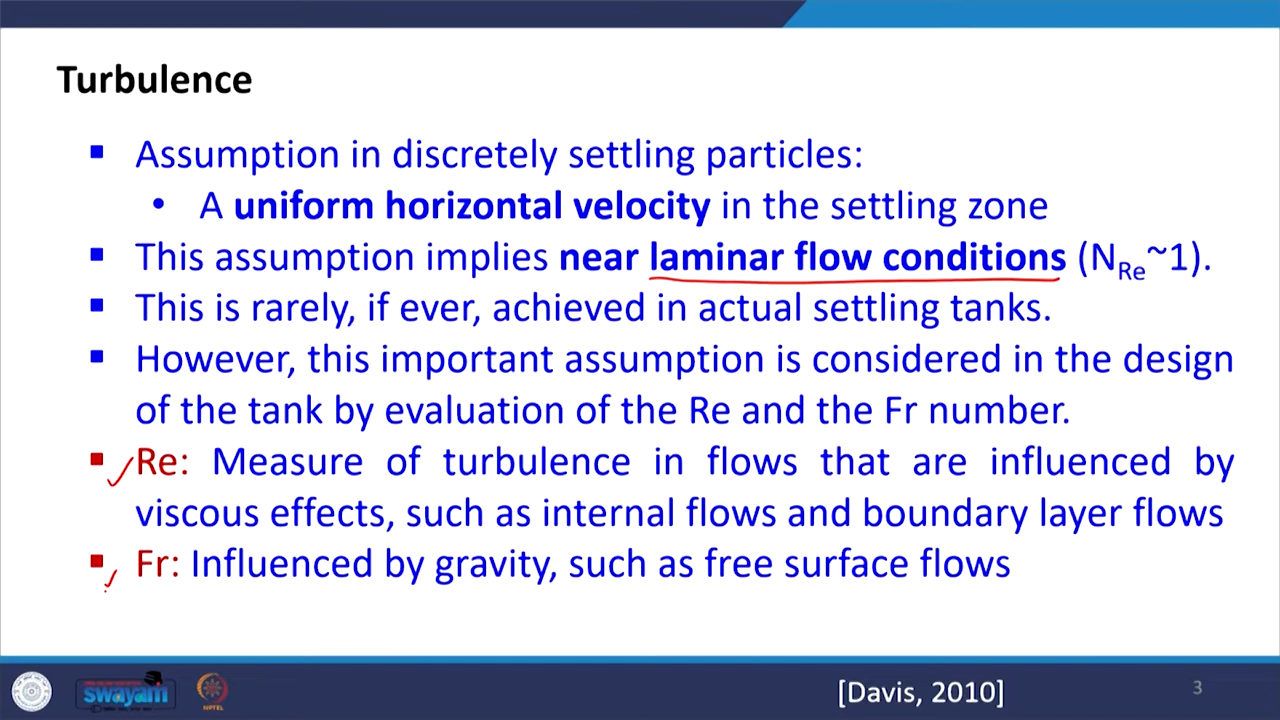 Turbulence
▪ Assumption in discretely settling particles:
• A uniform horizontal velocity in the settling zone
▪ This assumption implies near laminar flow conditions (N_Re~1).
▪ This is rarely, if ever, achieved in actual settling tanks.
▪ However, this important assumption is considered in the design
of the tank by evaluation of the Re and the Fr number.
▪ Re: Measure of turbulence in flows that are influenced by
viscous effects, such as internal flows and boundary layer flows
▪ Fr: Influenced by gravity, such as free surface flows
swayam
NPTEL
[Davis, 2010]
3